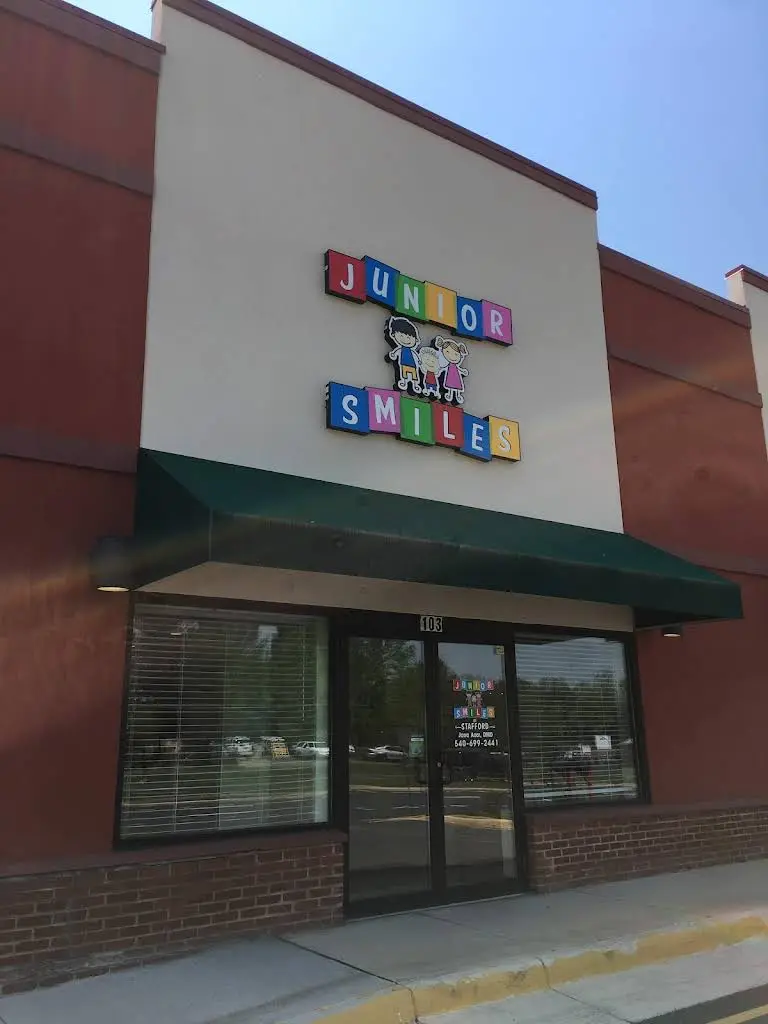 JUNIOR
SMILES
103
JUNIOR
SMILES
—STAFFORD—
540-699-2441